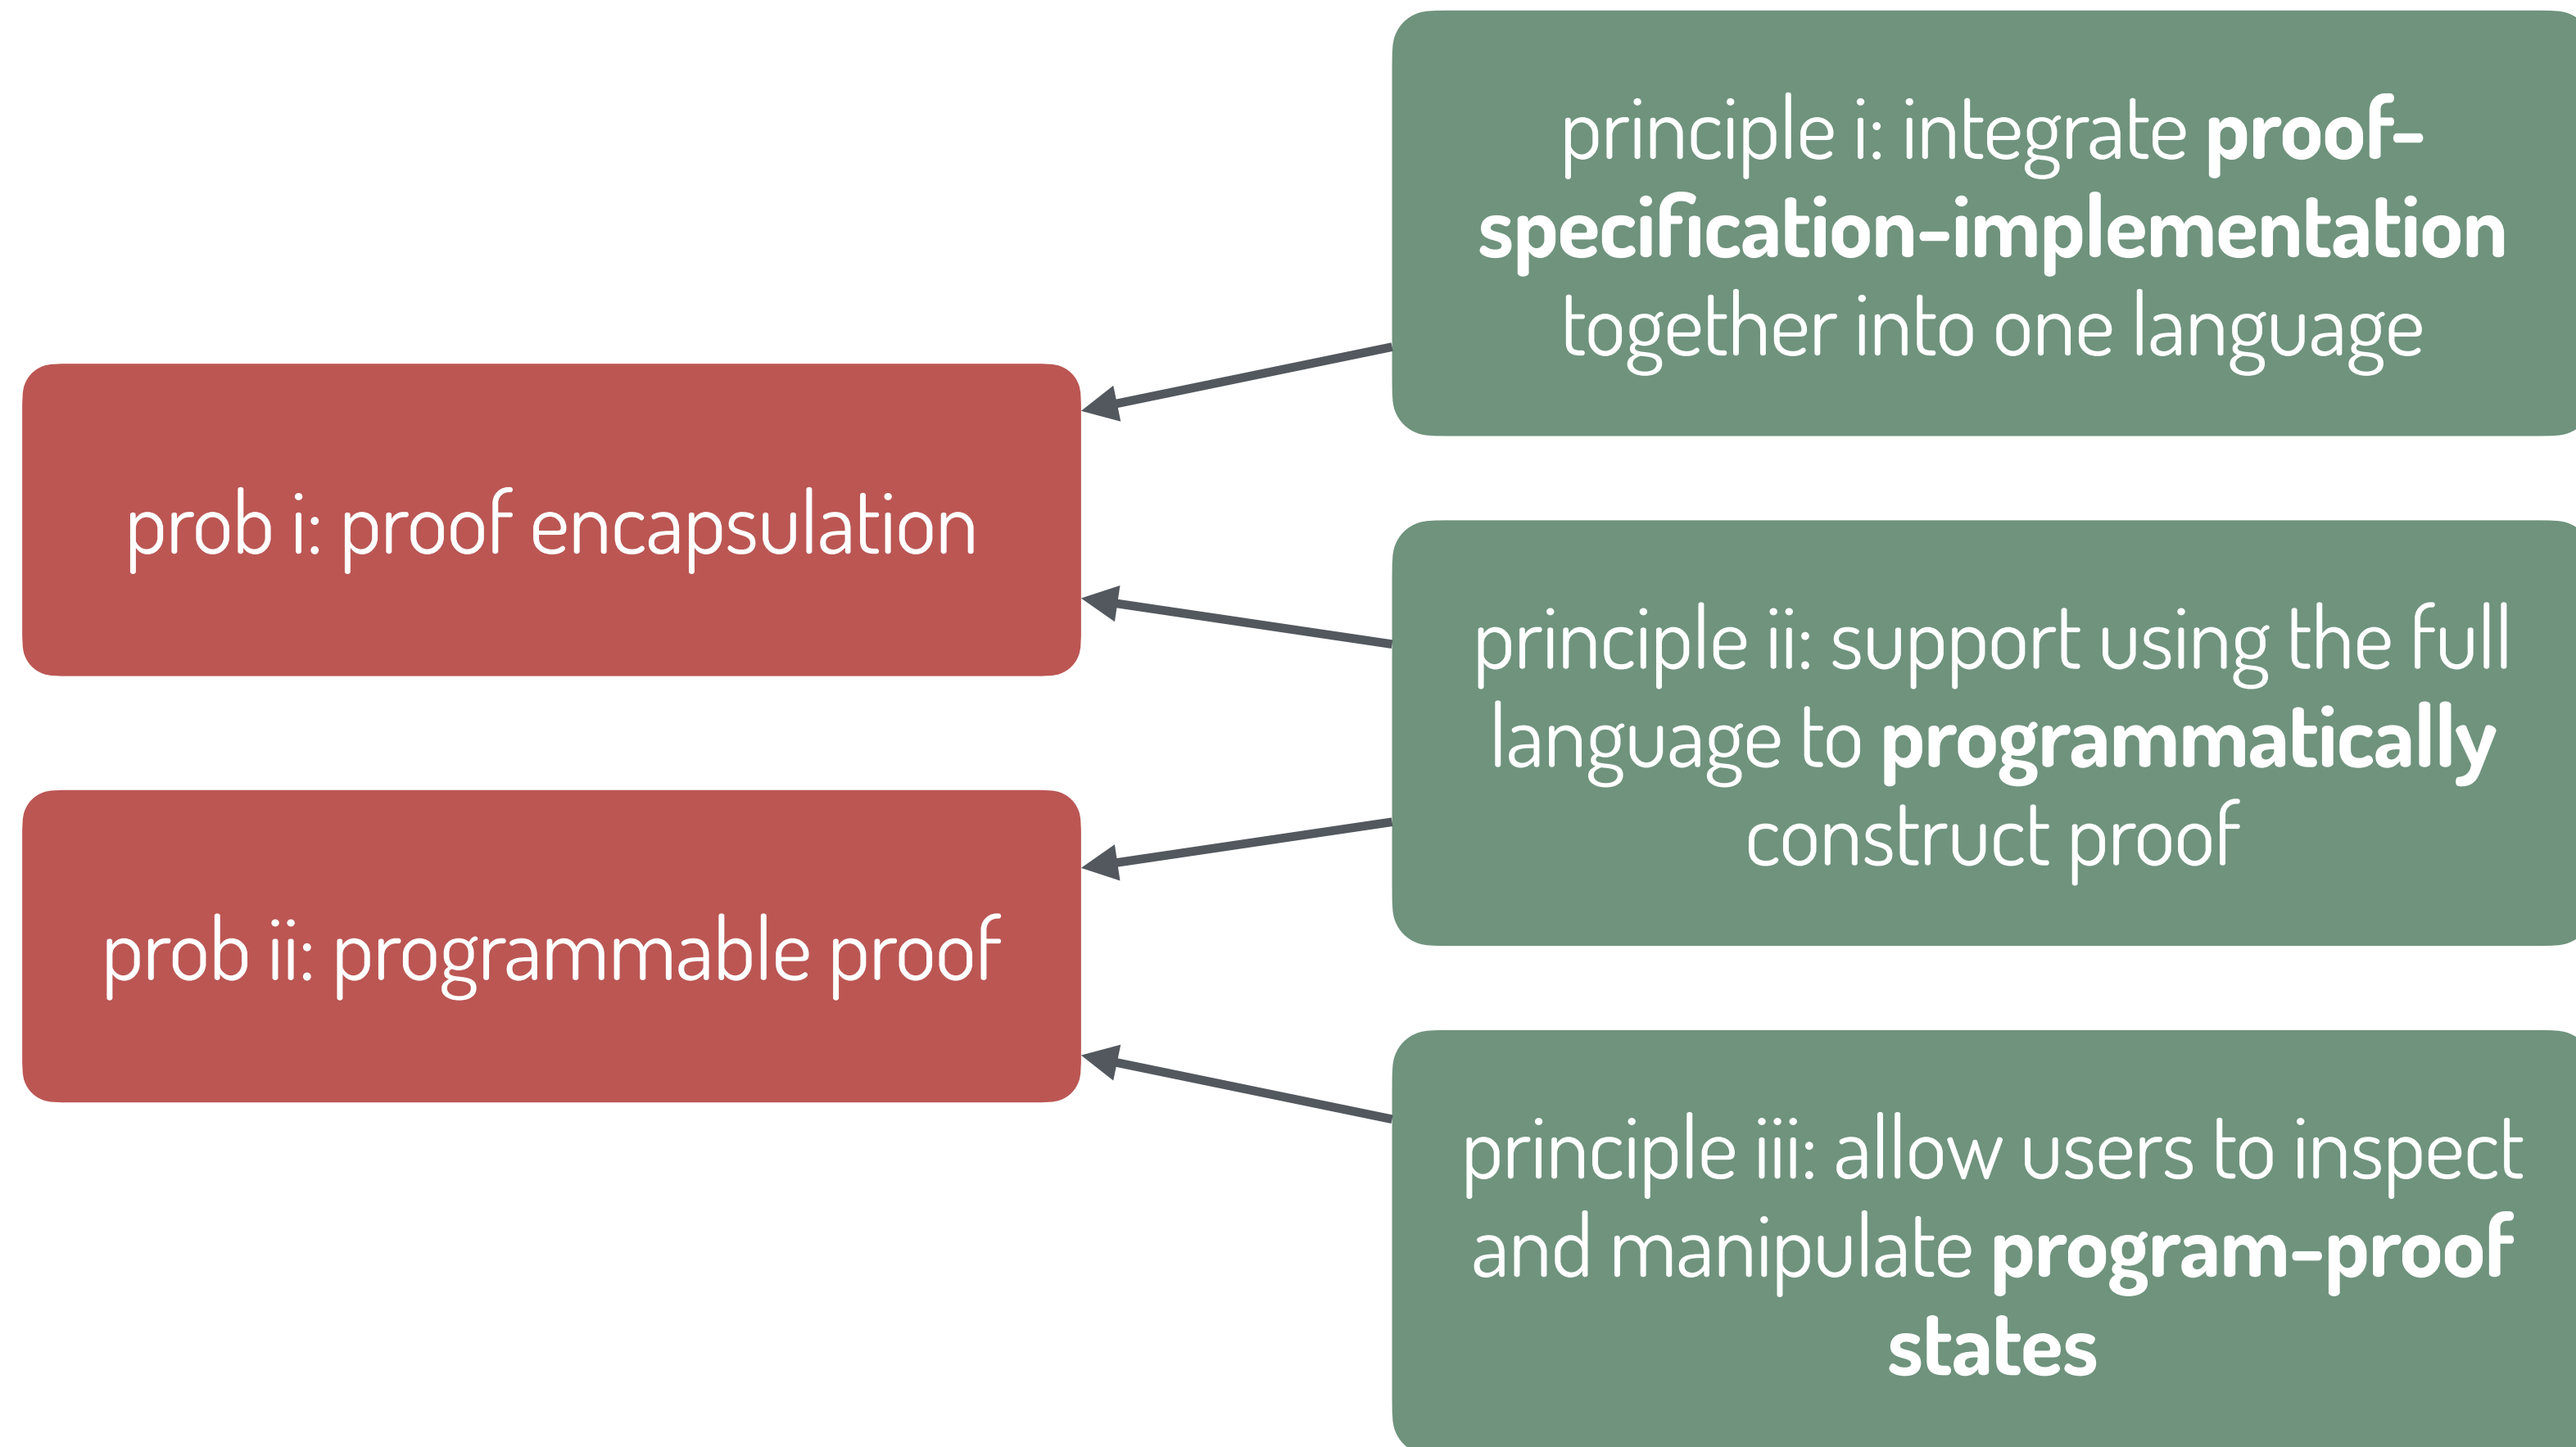 principle i: integrate proof-
specification-implementation
together into one language
prob i: proof encapsulation
principle ii: support using the full
language to programmatically
construct proof
prob ii: programmable proof
principle iii: allow users to inspect
and manipulate program-proof
states